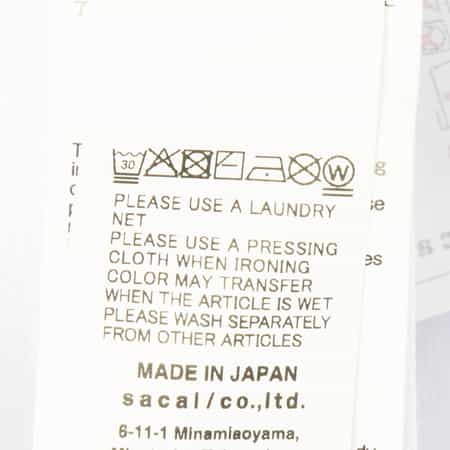 7
30
W
PLEASE USE A LAUNDRY
NET
PLEASE USE A PRESSING
CLOTH WHEN IRONING
COLOR MAY TRANSFER
WHEN THE ARTICLE IS WET
PLEASE WASH SEPARATELY
FROM OTHER ARTICLES
MADE IN JAPAN
sacai/co.,ltd.
6-11-1 Minamiaoyama,